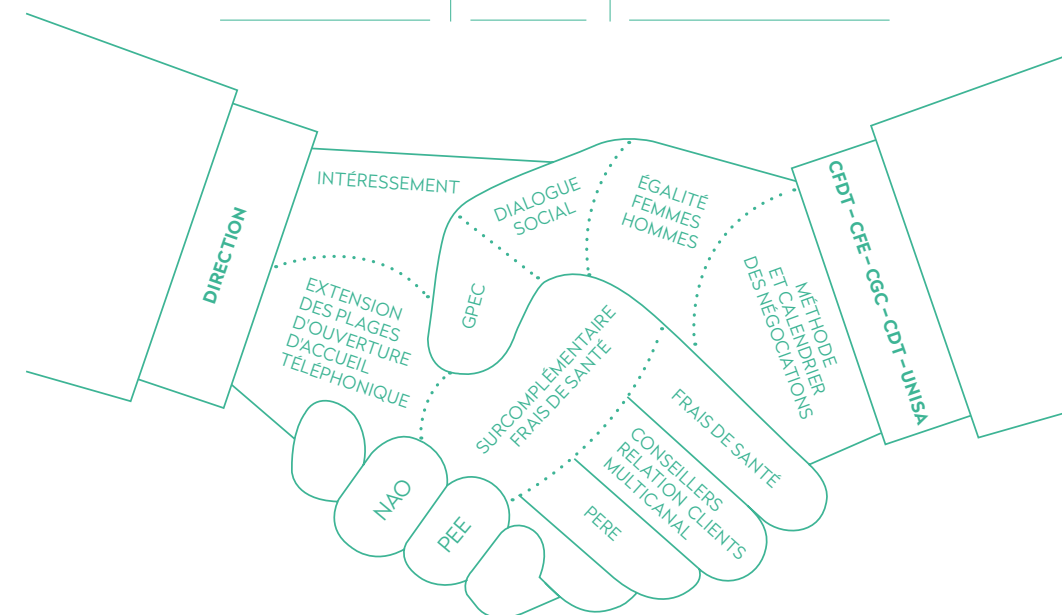 INTÉRESSEMENT
DIALOGUE
SOCIAL
ÉGALITÉ
FEMMES
HOMMES
DIRECTION
CFDT – CFE – CGC – CDT – UNISA
EXTENSION
DES PLAGES
D'OUVERTURE
D'ACCUEIL
TÉLÉPHONIQUE
GPEC
MÉTHODE
ET CALENDRIER
DES NÉGOCIATIONS
SURCOMPLÉMENTAIRE
FRAIS DE SANTÉ
FRAIS DE SANTÉ
CONSEILLERS
RELATION CLIENTS
MULTICANAL
NAO
PEE
PERE